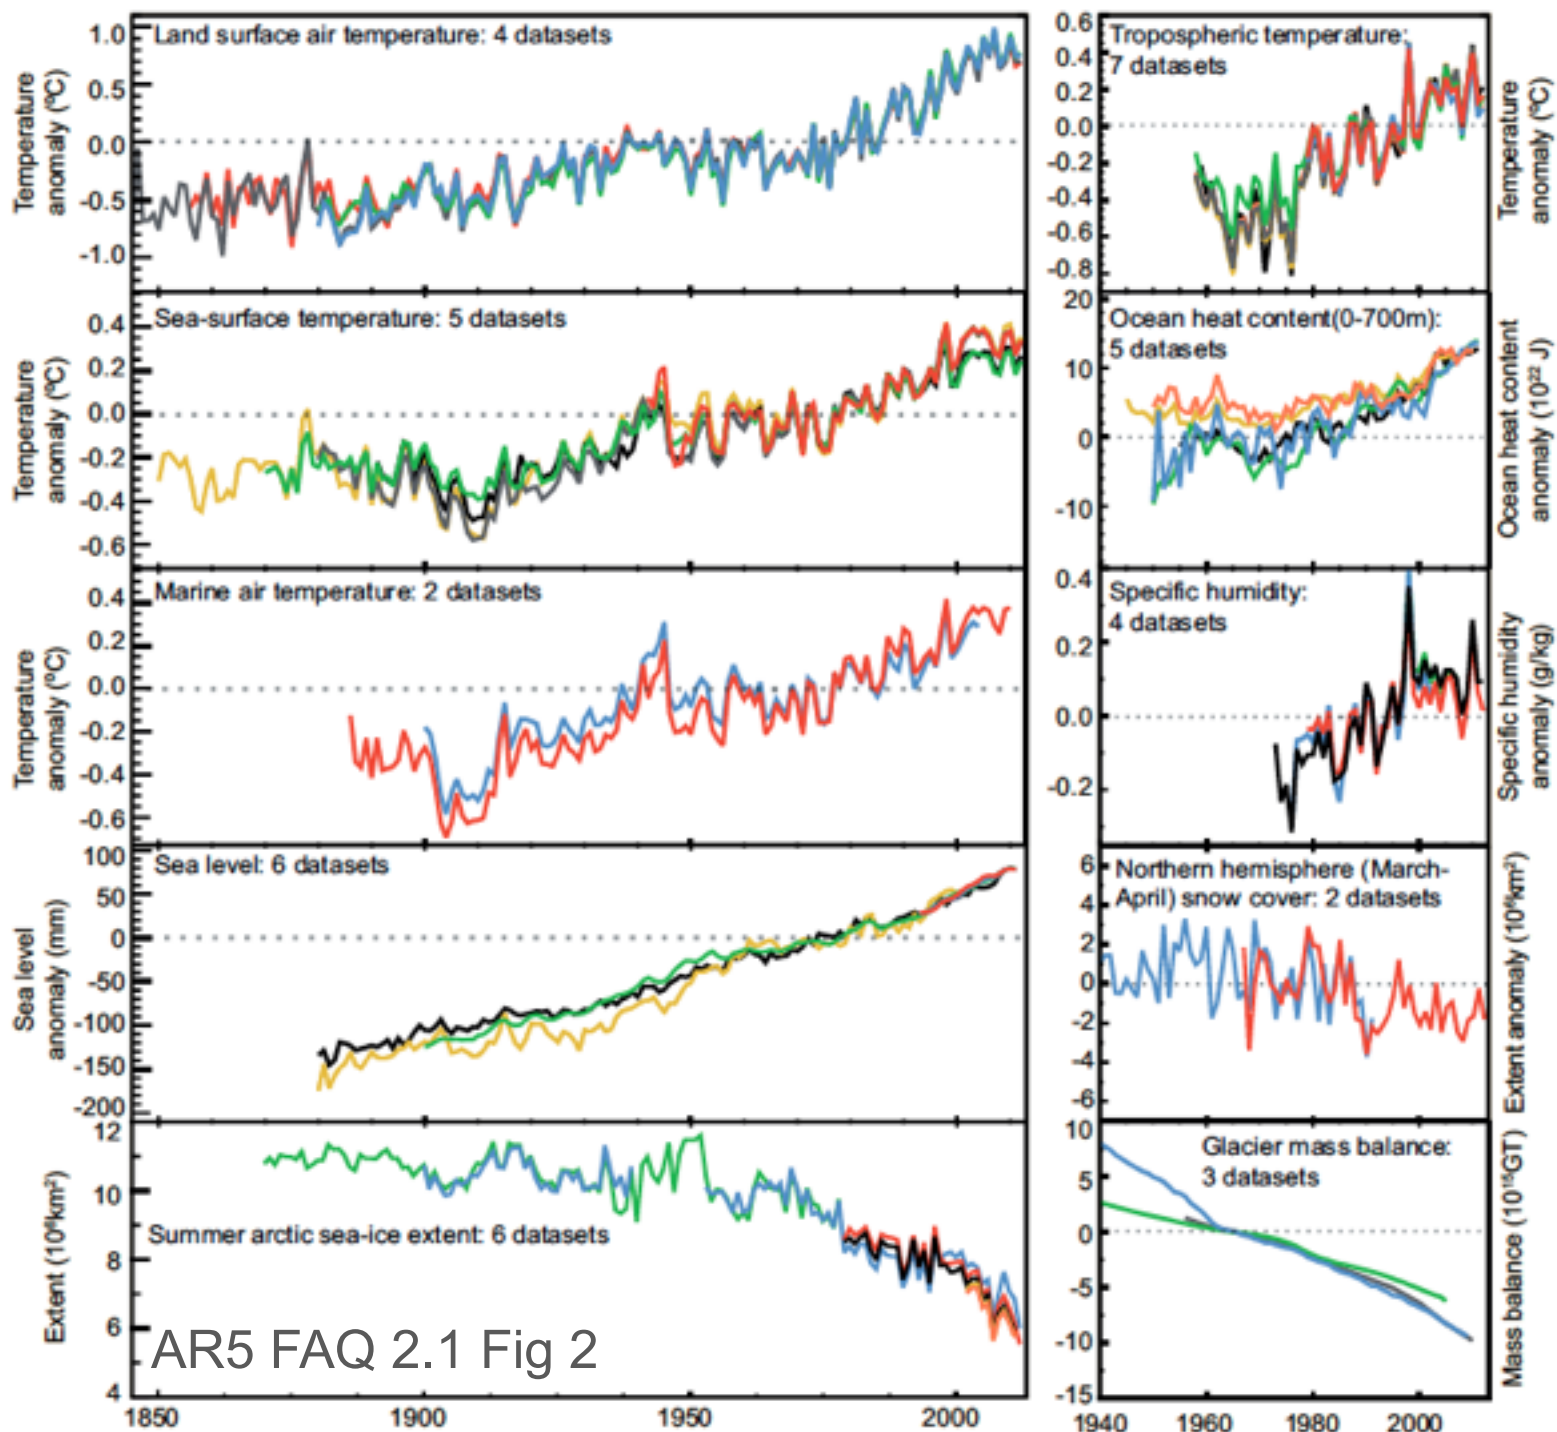 Land surface air temperature: 4 datasets
Temperature
anomaly (ºC)
1.0
0.5
0.0
-0.5
-1.0
Tropospheric temperature:
7 datasets
Temperature
anomaly (ºC)
0.6
0.4
0.2
0.0
-0.2
-0.4
-0.6
-0.8
Sea-surface temperature: 5 datasets
Temperature
anomaly (ºC)
0.4
0.2
0.0
-0.2
-0.4
-0.6
Ocean heat content(0-700m):
5 datasets
Ocean heat content
anomaly (10²² J)
20
10
0
-10
Marine air temperature: 2 datasets
Temperature
anomaly (ºC)
0.4
0.2
0.0
-0.2
-0.4
-0.6
Specific humidity:
4 datasets
Specific humidity
anomaly (g/kg)
0.4
0.2
0.0
-0.2
Sea level: 6 datasets
Sea level
anomaly (mm)
100
50
0
-50
-100
-150
-200
Northern hemisphere (March-
April) snow cover: 2 datasets
Extent anomaly (10⁶km²)
6
4
2
0
-2
-4
-6
Summer arctic sea-ice extent: 6 datasets
Extent (10⁶km²)
12
10
8
6
4
AR5 FAQ 2.1 Fig 2
1850
1900
1950
2000
Glacier mass balance:
3 datasets
Mass balance (10¹⁵GT)
10
5
0
-5
-10
-15
1940
1960
1980
2000